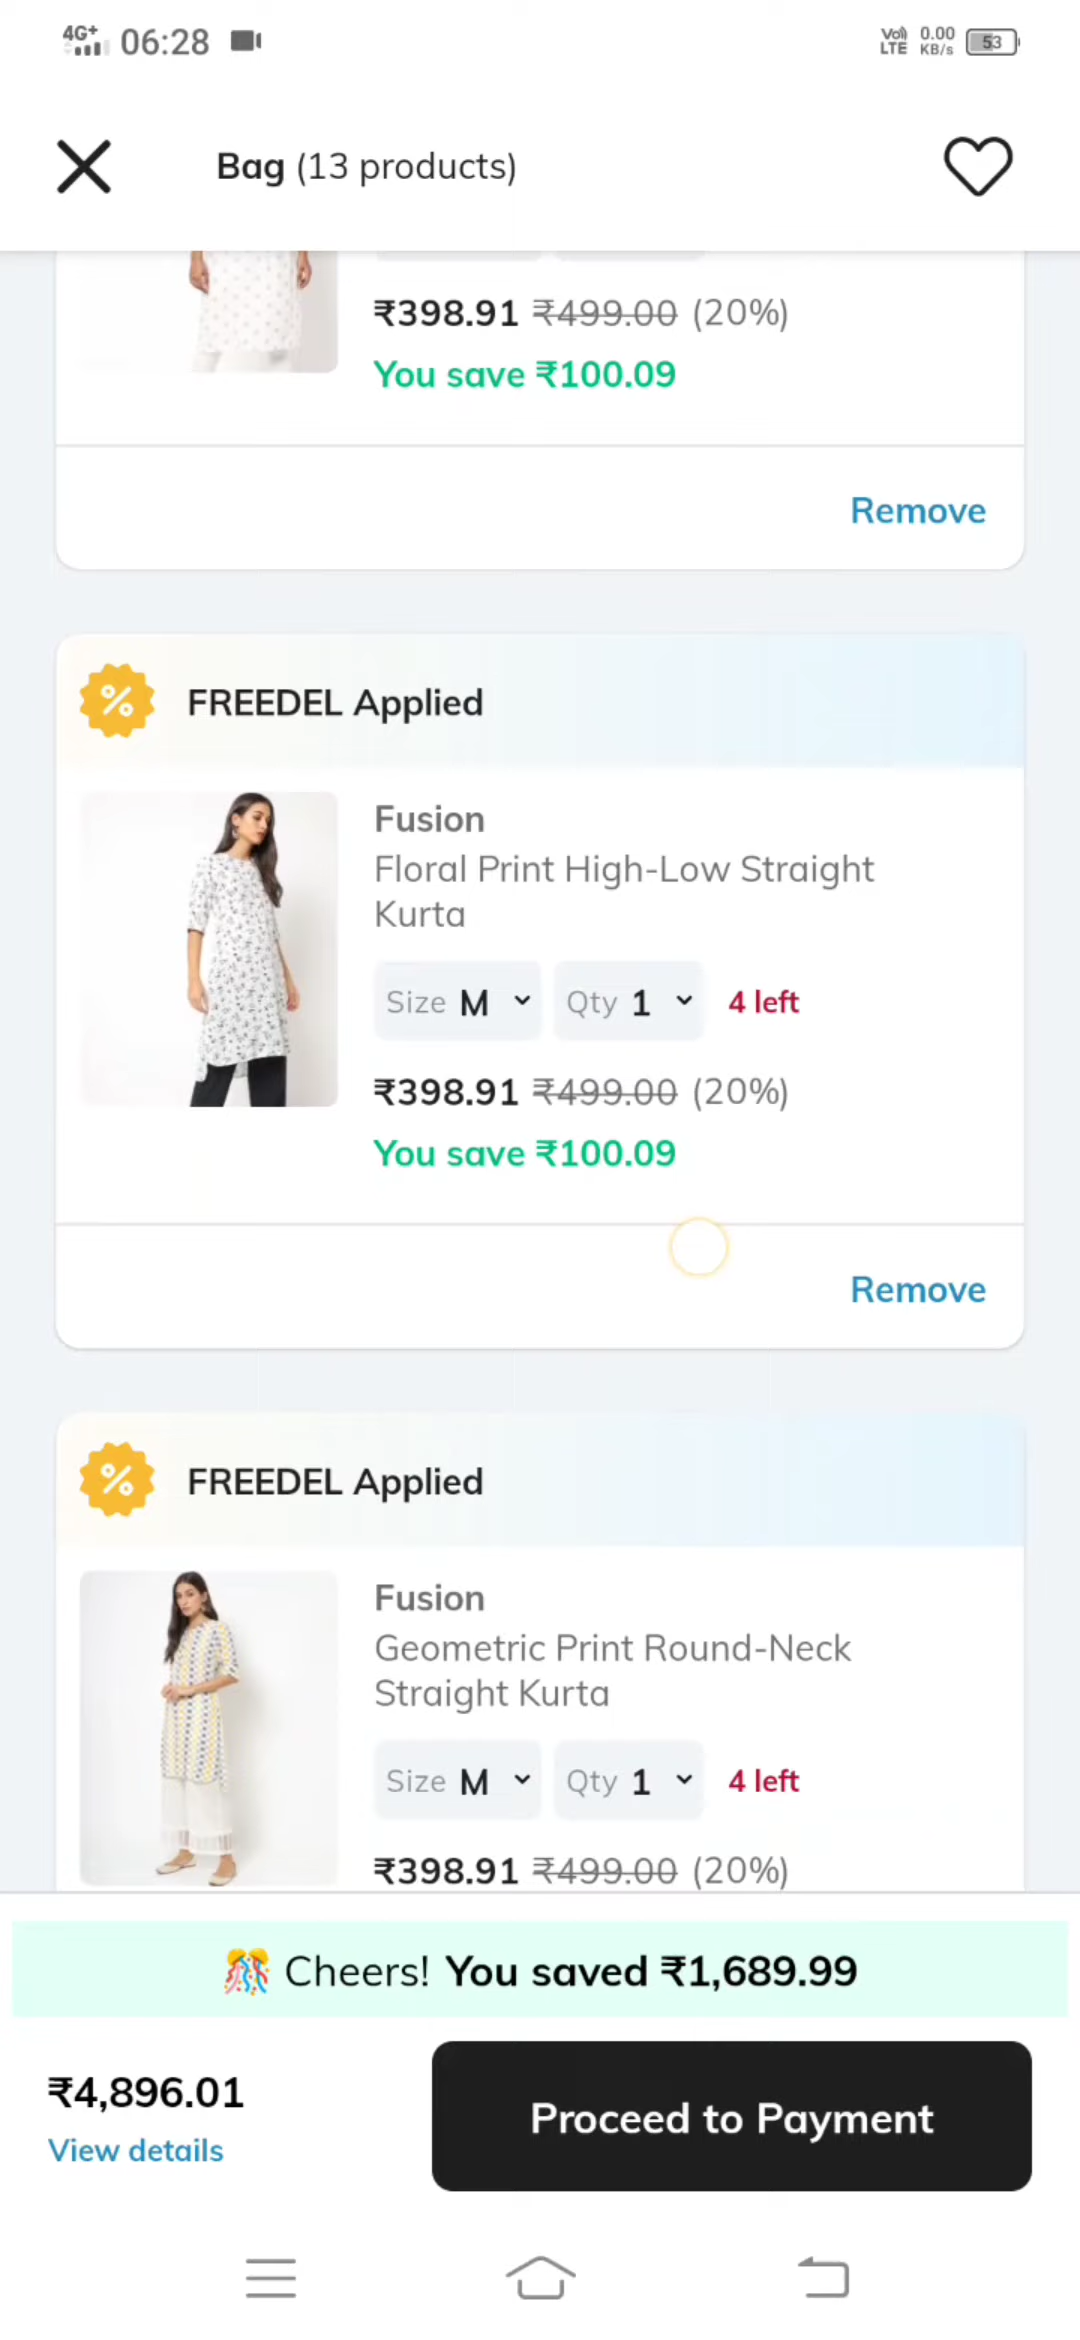 4G+ 06:28 Vo) LTE 0.00 KB/s 53
Bag (13 products)
₹398.91 ₹499.00 (20%)
You save ₹100.09
Remove
FREEDEL Applied
Fusion
Floral Print High-Low Straight
Kurta
Size M Qty 1 4 left
₹398.91 ₹499.00 (20%)
You save ₹100.09
Remove
FREEDEL Applied
Fusion
Geometric Print Round-Neck
Straight Kurta
Size M Qty 1 4 left
₹398.91 ₹499.00 (20%)
Cheers! You saved ₹1,689.99
₹4,896.01
View details
Proceed to Payment